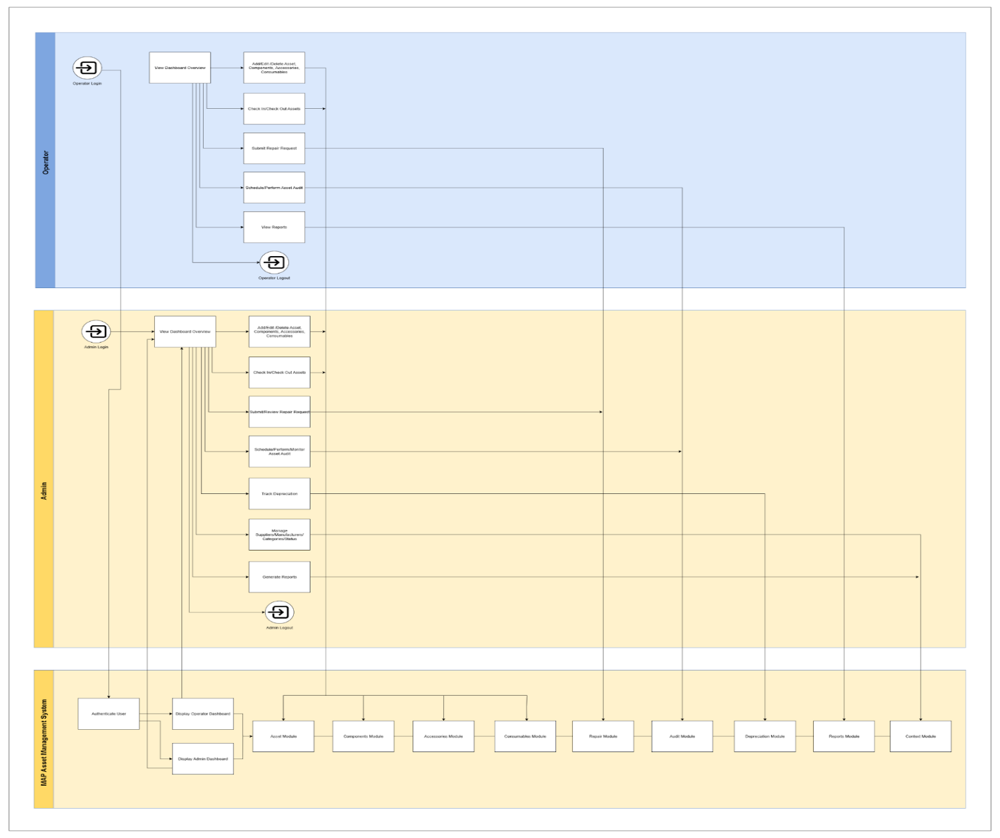 Operator
Operator Login
View Dashboard Overview
Add/Edit /Delete Asset,
Components, Accessories,
Consumables
Check In/Check Out Assets
Submit Repair Request
Schedule/Perform Asset Audit
View Reports
Operator Logout
Admin
Admin Login
View Dashboard Overview
Add/Edit /Delete Asset,
Components, Accessories,
Consumables
Check In/Check Out Assets
Submit/Review Repair Request
Schedule/Perform/Monitor
Asset Audit
Track Depreciation
Manage
Suppliers/Manufacturers/
Categories/Status
Generate Reports
Admin Logout
MAP Asset Management System
Authenticate User
Display Operator Dashboard
Display Admin Dashboard
Asset Module
Components Module
Accessories Module
Consumables Module
Repair Module
Audit Module
Depreciation Module
Reports Module
Context Module